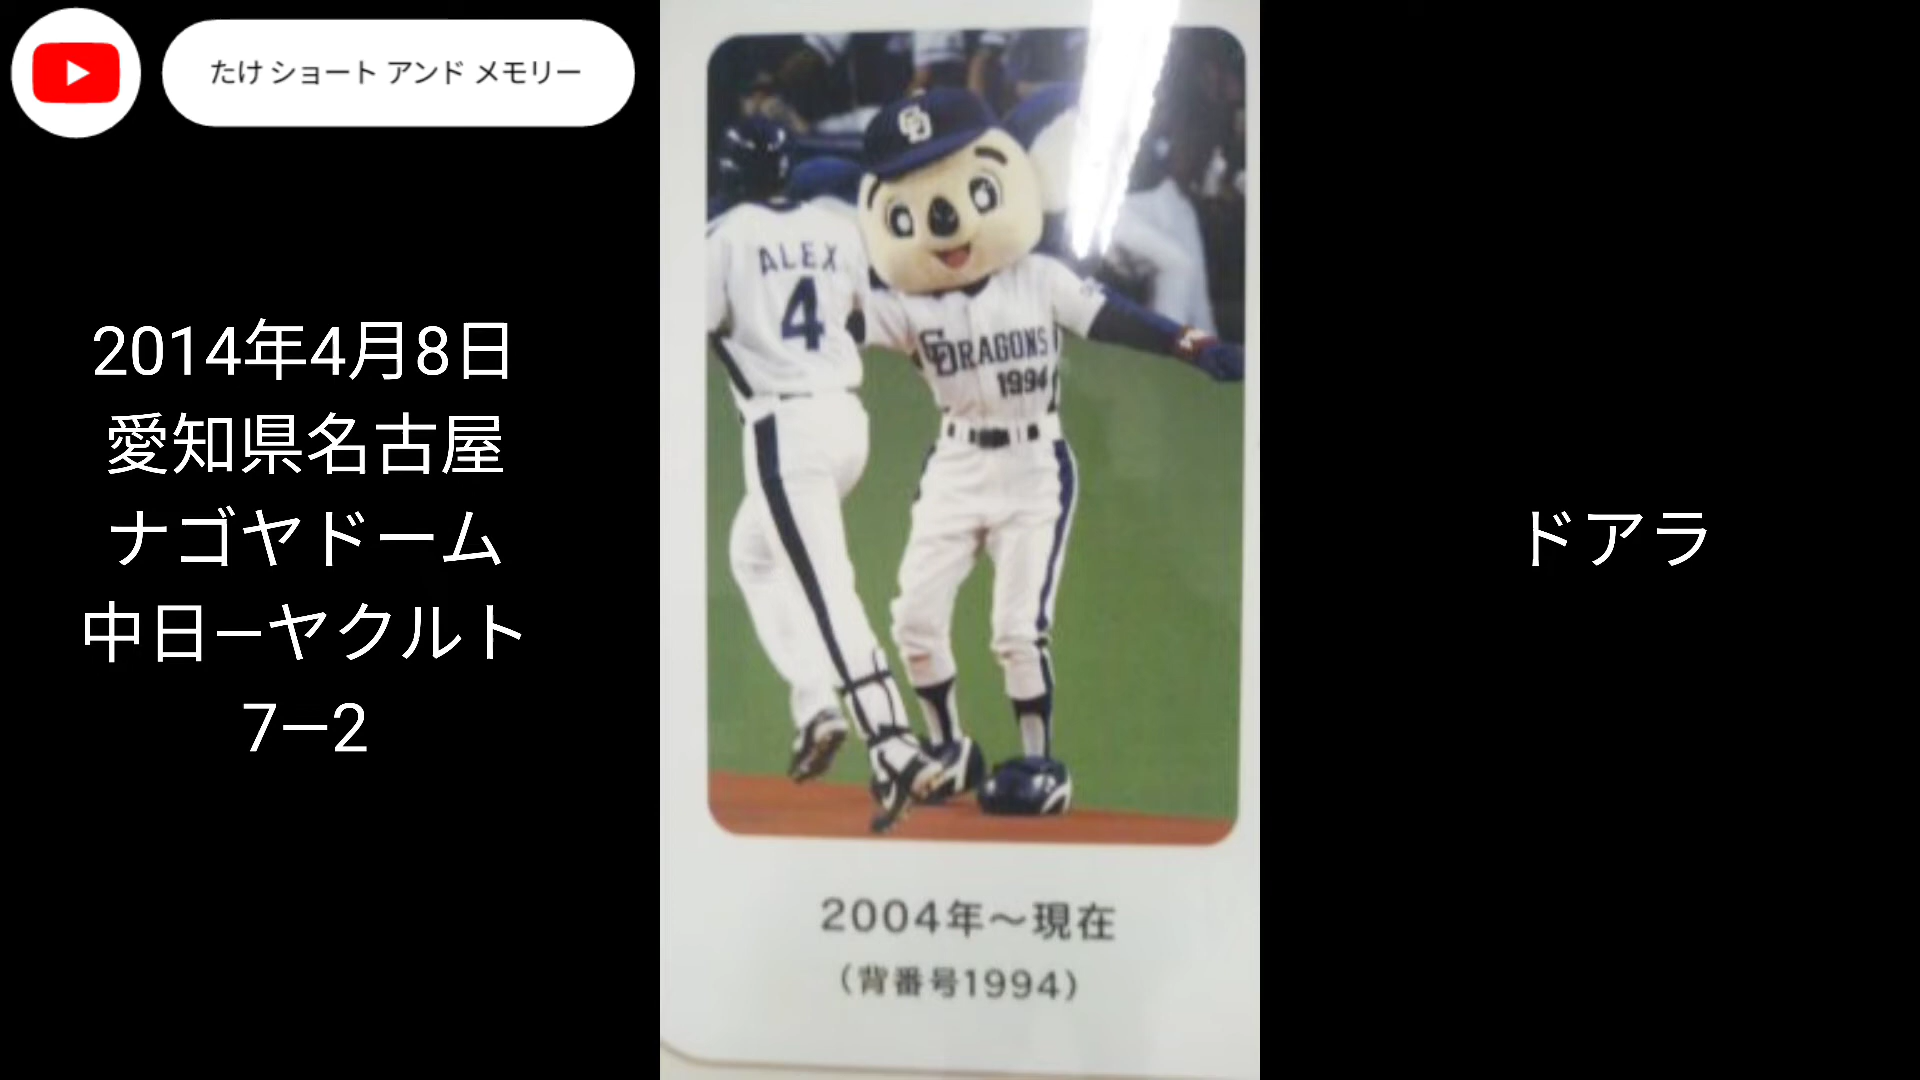 たけ ショート アンド メモリー
2014年4月8日
愛知県名古屋
ナゴヤドーム
中日ーヤクルト
7ー2
ALEX
4
DRAGONS
1994
2004年～現在
（背番号1994）
ドアラ